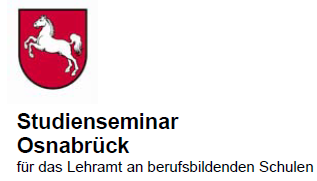 Studienseminar
Osnabrück
für das Lehramt an berufsbildenden Schulen